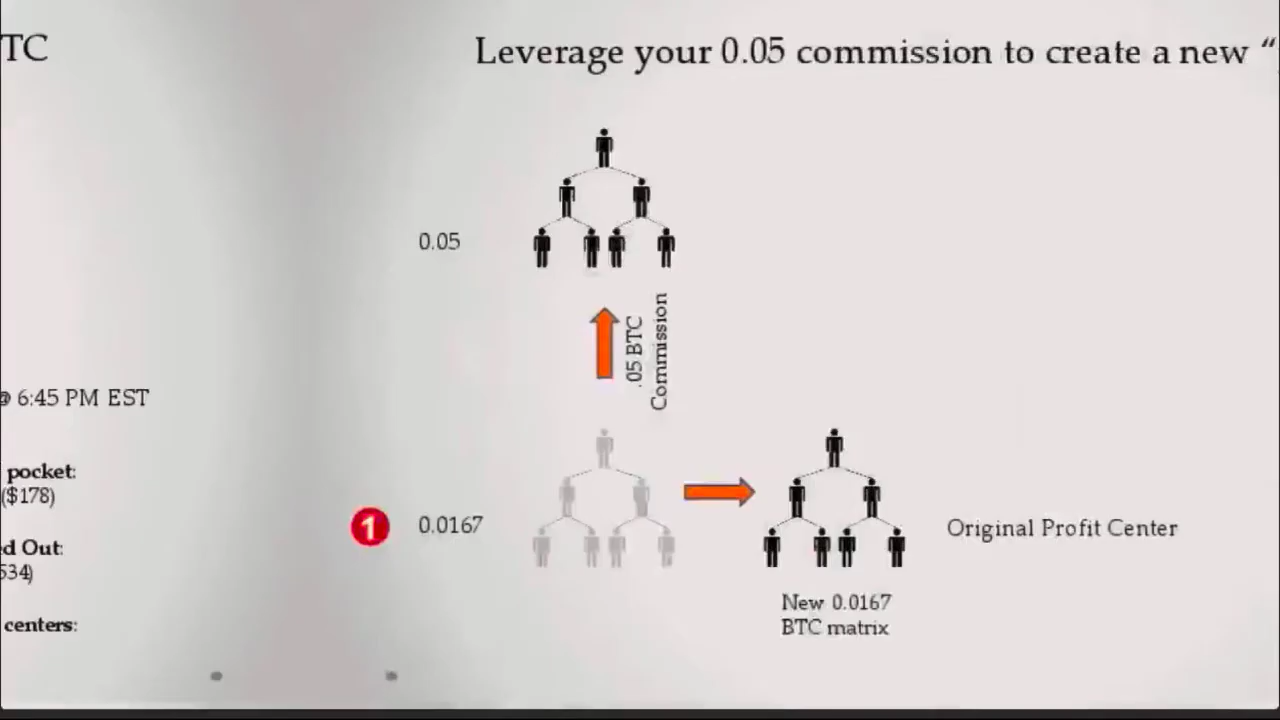 TC
Leverage your 0.05 commission to create a new “
0.05
.05 BTC
Commission
@ 6:45 PM EST
pocket:
($178)
1
0.0167
Original Profit Center
d Out:
534)
New 0.0167
BTC matrix
centers: